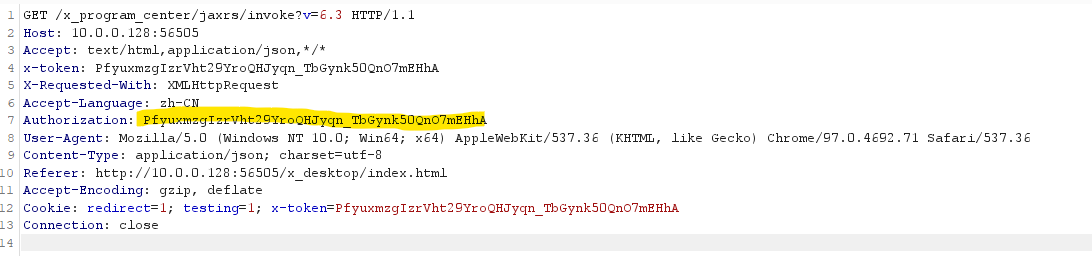 1 GET /x_program_center/jaxrs/invoke?v=6.3 HTTP/1.1
2 Host: 10.0.0.128:56505
3 Accept: text/html,application/json,*/*
4 x-token: PfyuxmzgIzrVht29YroQHJyqn_TbGynk5OQnO7mEHhA
5 X-Requested-With: XMLHttpRequest
6 Accept-Language: zh-CN
7 Authorization: PfyuxmzgIzrVht29YroQHJyqn_TbGynk5OQnO7mEHhA
8 User-Agent: Mozilla/5.0 (Windows NT 10.0; Win64; x64) AppleWebKit/537.36 (KHTML, like Gecko) Chrome/97.0.4692.71 Safari/537.36
9 Content-Type: application/json; charset=utf-8
10 Referer: http://10.0.0.128:56505/x_desktop/index.html
11 Accept-Encoding: gzip, deflate
12 Cookie: redirect=1; testing=1; x-token=PfyuxmzgIzrVht29YroQHJyqn_TbGynk5OQnO7mEHhA
13 Connection: close
14